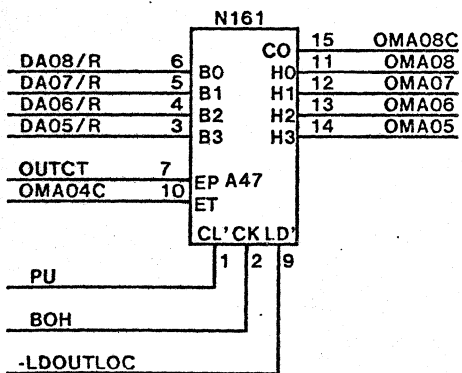 N161
CO 15 OMA08C
DA08/R 6 B0 H0 11 OMA08
DA07/R 5 B1 H1 12 OMA07
DA06/R 4 B2 H2 13 OMA06
DA05/R 3 B3 H3 14 OMA05
OUTCT 7 EP A47
OMA04C 10 ET
CL' CK LD'
1 2 9
PU
BOH
-LDOUTLOC